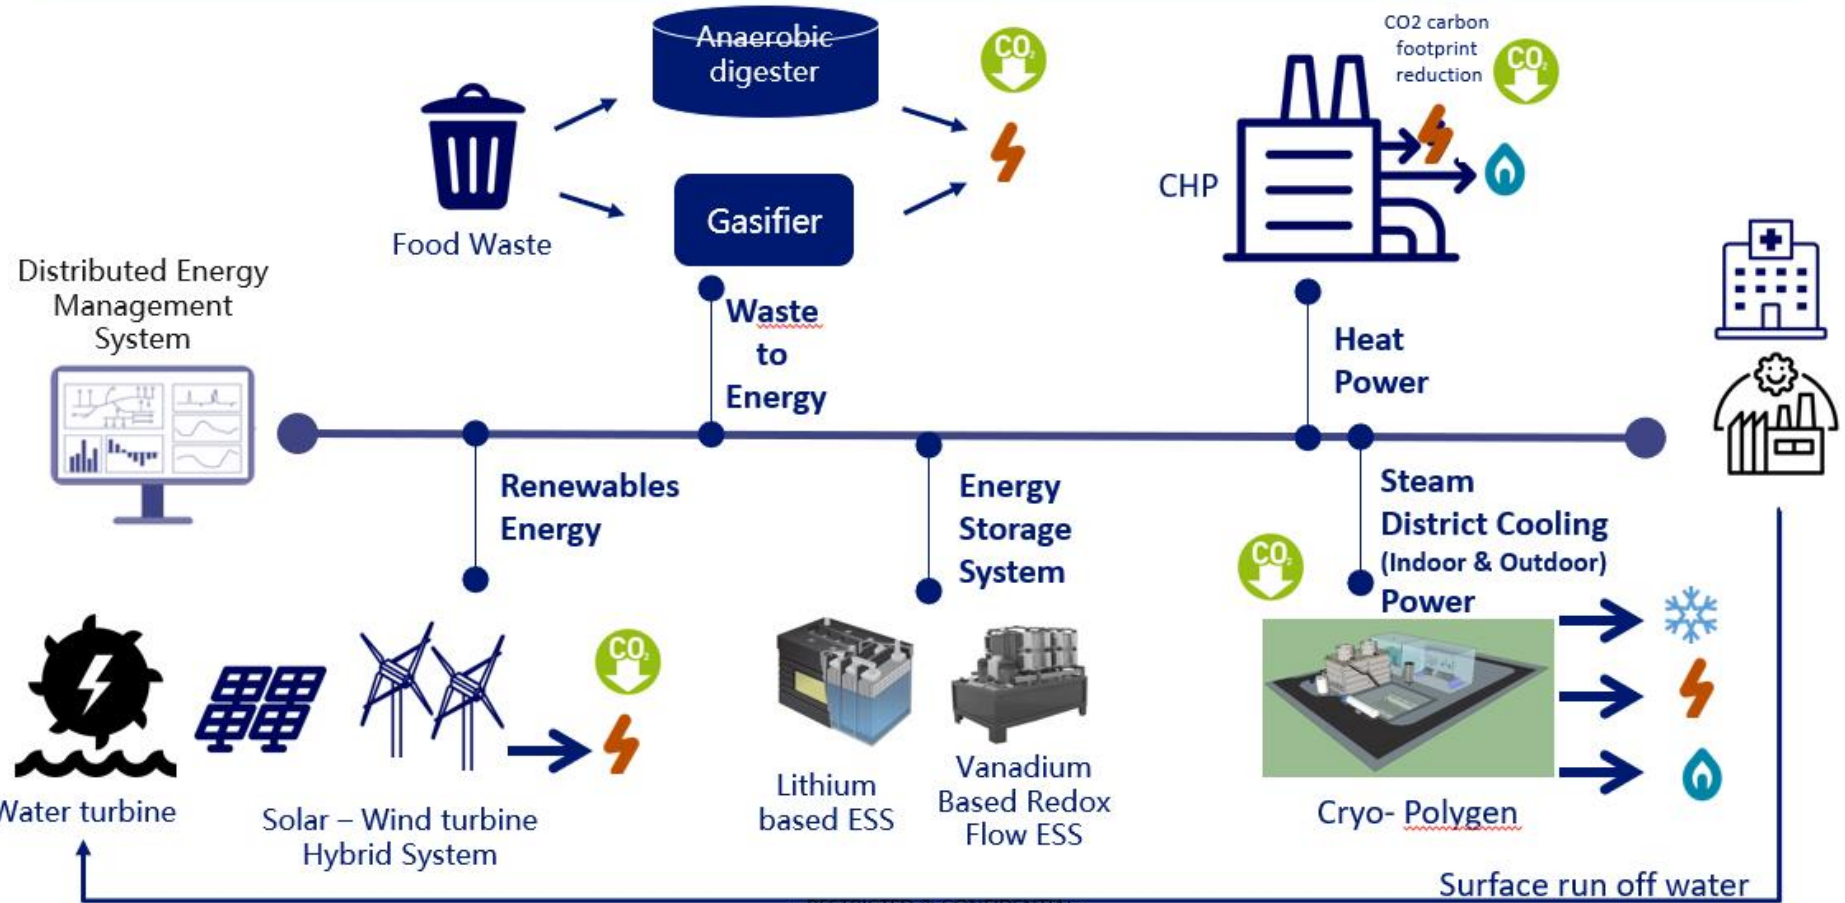 Anaerobic
digester
CO2
CO2 carbon
footprint
reduction
CO2
CHP
Gasifier
Food Waste
Distributed Energy
Management
System
Waste
to
Energy
Heat
Power
Renewables
Energy
Energy
Storage
System
Steam
District Cooling
(Indoor & Outdoor)
Power
CO2
CO2
Water turbine
Solar – Wind turbine
Hybrid System
Lithium
based ESS
Vanadium
Based Redox
Flow ESS
Cryo- Polygen
Surface run off water
RESTRICTED & CONFIDENTIAL